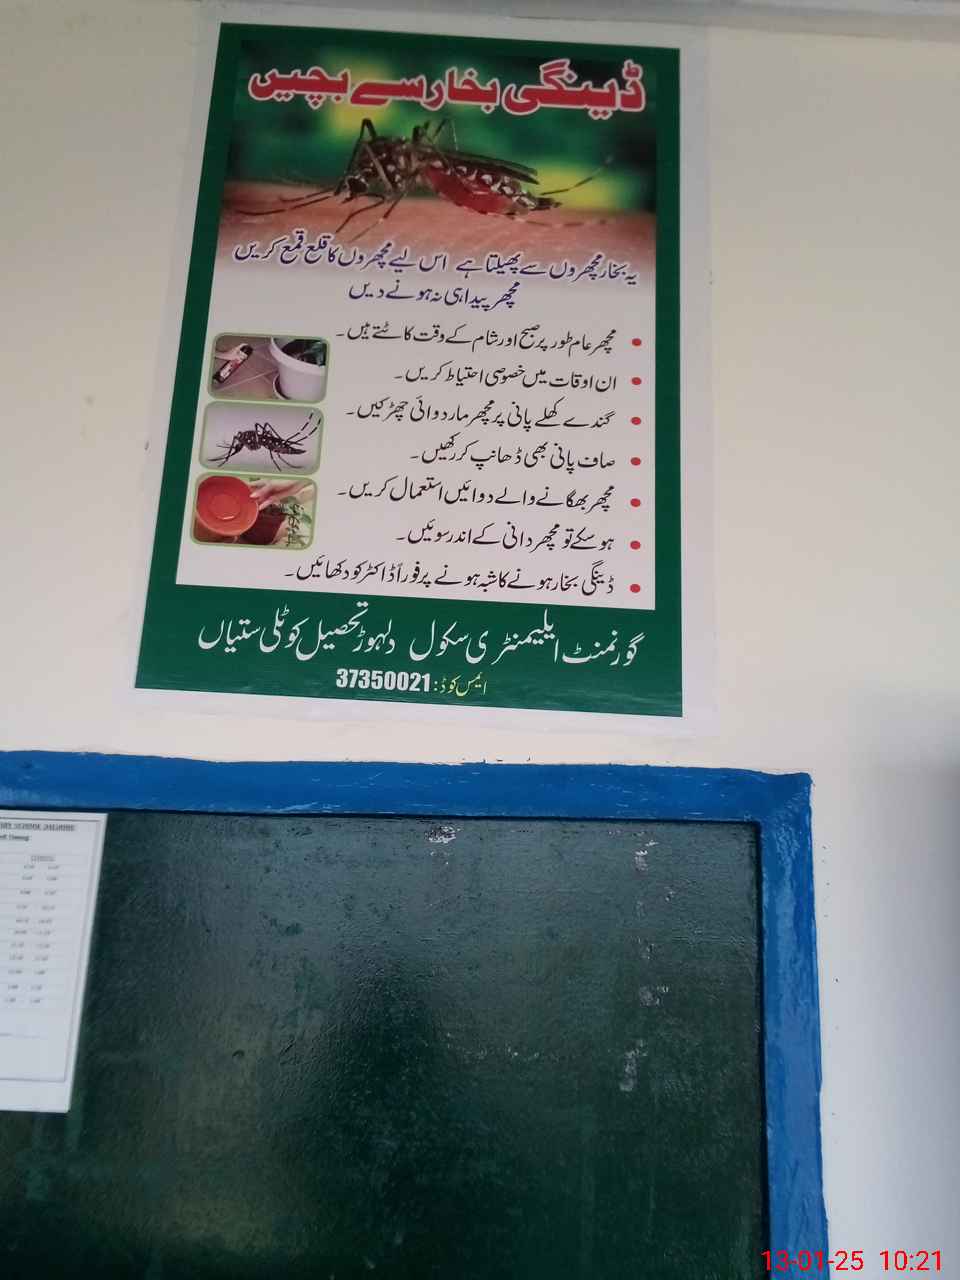 ڈینگی بخار سے بچیں
یہ بخار مچھروں سے پھیلتا ہے اس لیے مچھروں کا قلع قمع کریں
مچھر پیدا ہی نہ ہونے دیں
• مچھر عام طور پر صبح اور شام کے وقت کاٹتے ہیں۔
• ان اوقات میں خصوصی احتیاط کریں۔
• گندے کھلے پانی پر مچھر مار دوائی چھڑکیں۔
• صاف پانی بھی ڈھانپ کر رکھیں۔
• مچھر بھگانے والے دوائیں استعمال کریں۔
• ہو سکے تو مچھر دانی کے اندر سوئیں۔
• ڈینگی بخار ہونے کا شبہ ہونے پر فوراً ڈاکٹر کو دکھائیں۔
گورنمنٹ ایلیمنٹری سکول دلہوڑ تحصیل کوٹلی ستیاں
ایمس کوڈ: 37350021
13-01-25 10:21